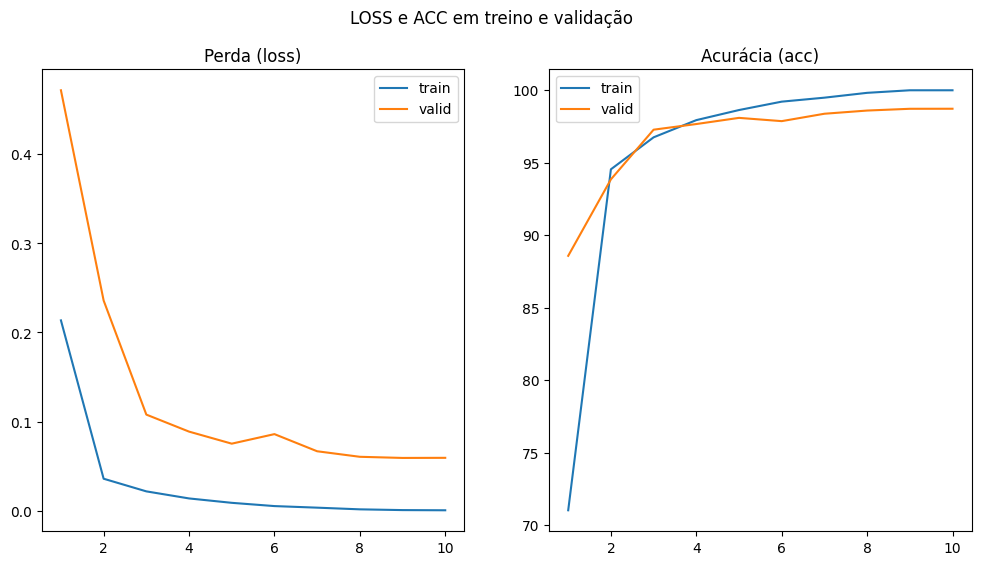 LOSS e ACC em treino e validação
Perda (loss)
train
valid
0.4
0.3
0.2
0.1
0.0
2 4 6 8 10
Acurácia (acc)
train
valid
100
95
90
85
80
75
70
2 4 6 8 10